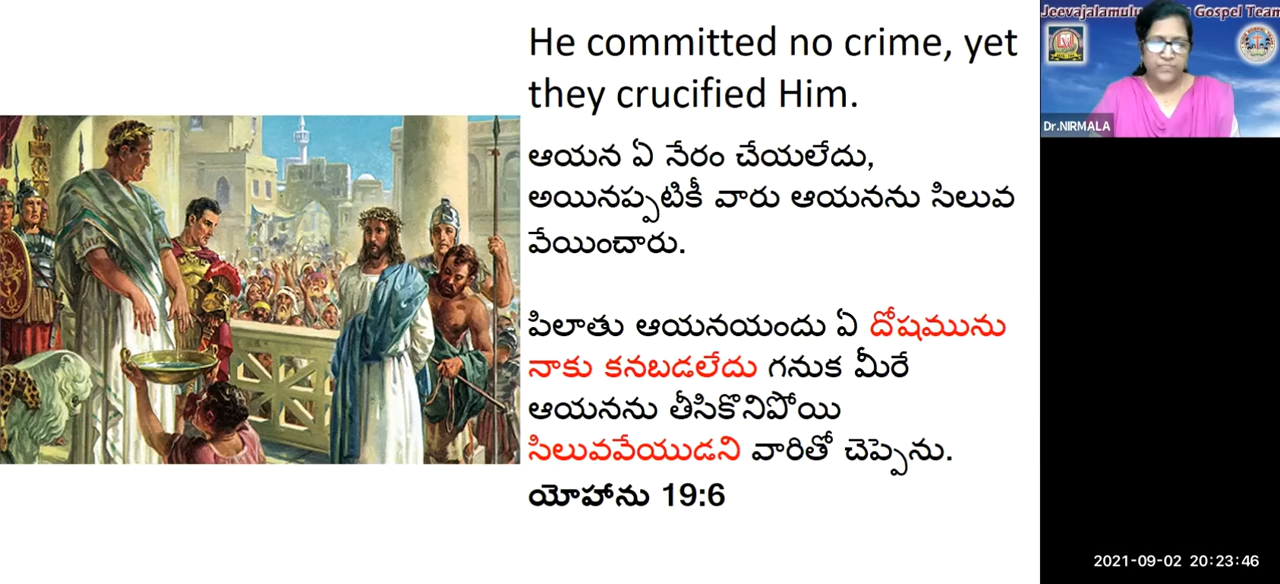 He committed no crime, yet
they crucified Him.
ఆయన ఏ నేరం చేయలేదు,
అయినప్పటికీ వారు ఆయనను సిలువ
వేయించారు.
పిలాతు ఆయనయందు ఏ దోషమును
నాకు కనబడలేదు గనుక మీరే
ఆయనను తీసికొనిపోయి
సిలువవేయుడని వారితో చెప్పెను.
యోహాను 19:6
Jeevajalamulu Gospel Team
Dr.NIRMALA
2021-09-02 20:23:46